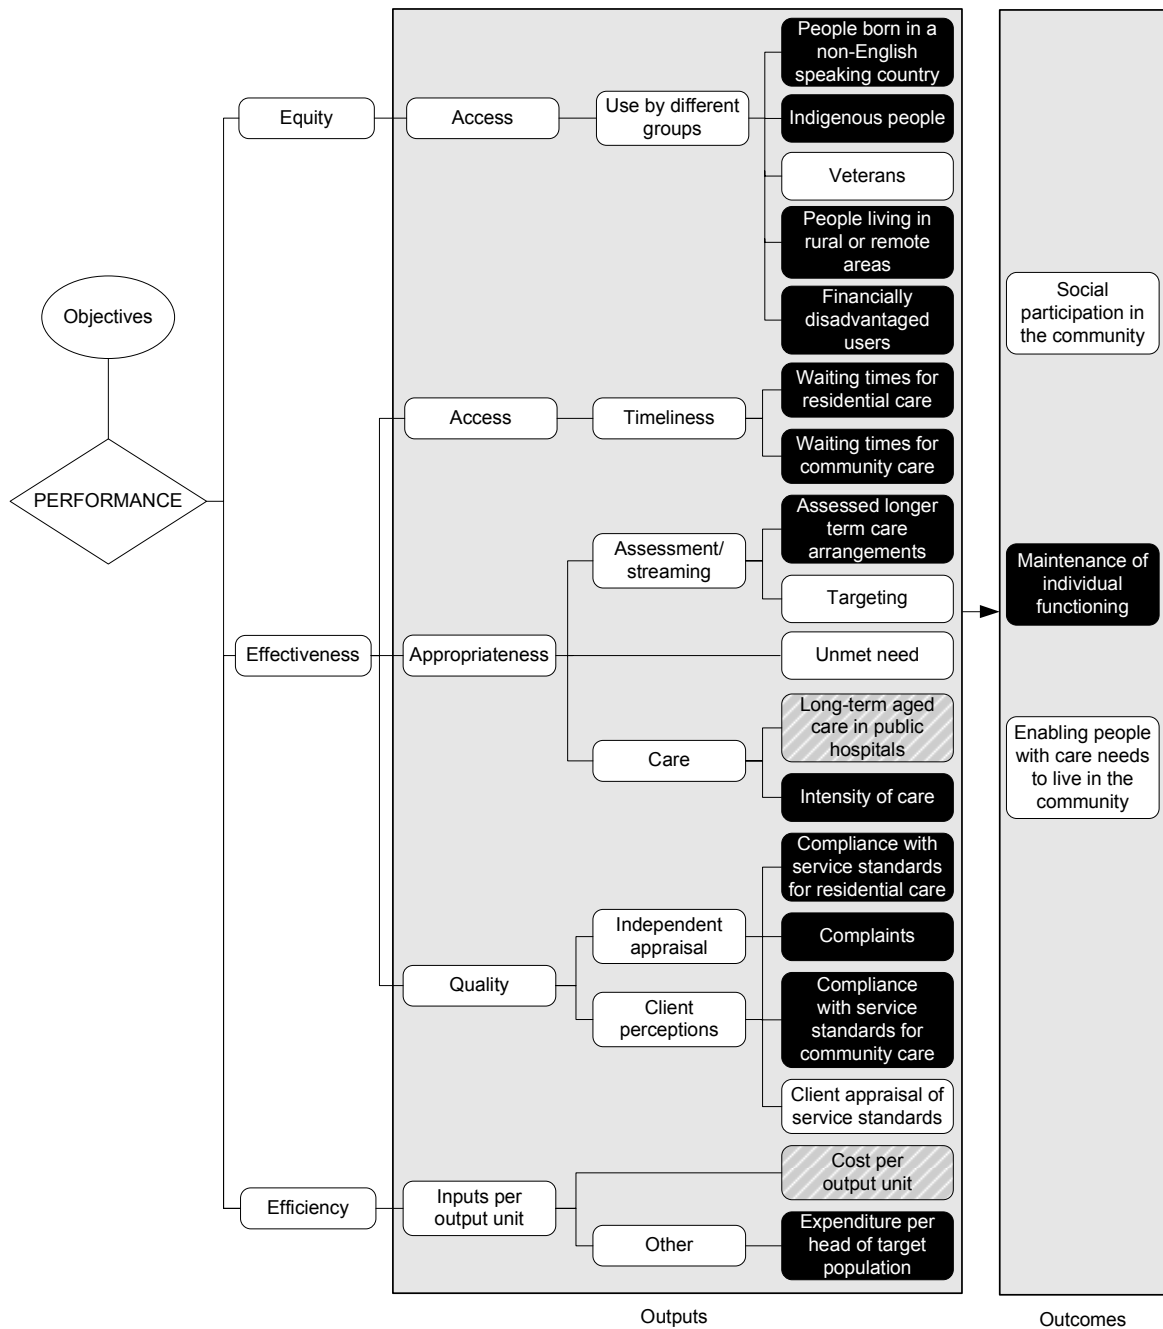 Objectives
PERFORMANCE
Equity
Access
Use by different
groups
People born in a
non-English
speaking country
Indigenous people
Veterans
People living in
rural or remote
areas
Financially
disadvantaged
users
Effectiveness
Access
Timeliness
Waiting times for
residential care
Waiting times for
community care
Appropriateness
Assessment/
streaming
Assessed longer
term care
arrangements
Targeting
Unmet need
Care
Long-term aged
care in public
hospitals
Intensity of care
Quality
Independent
appraisal
Client
perceptions
Compliance with
service standards
for residential care
Complaints
Compliance
with service
standards for
community care
Client appraisal of
service standards
Efficiency
Inputs per
output unit
Cost per
output unit
Other
Expenditure per
head of target
population
Outputs
Social
participation in
the community
Maintenance of
individual
functioning
Enabling people
with care needs
to live in the
community
Outcomes